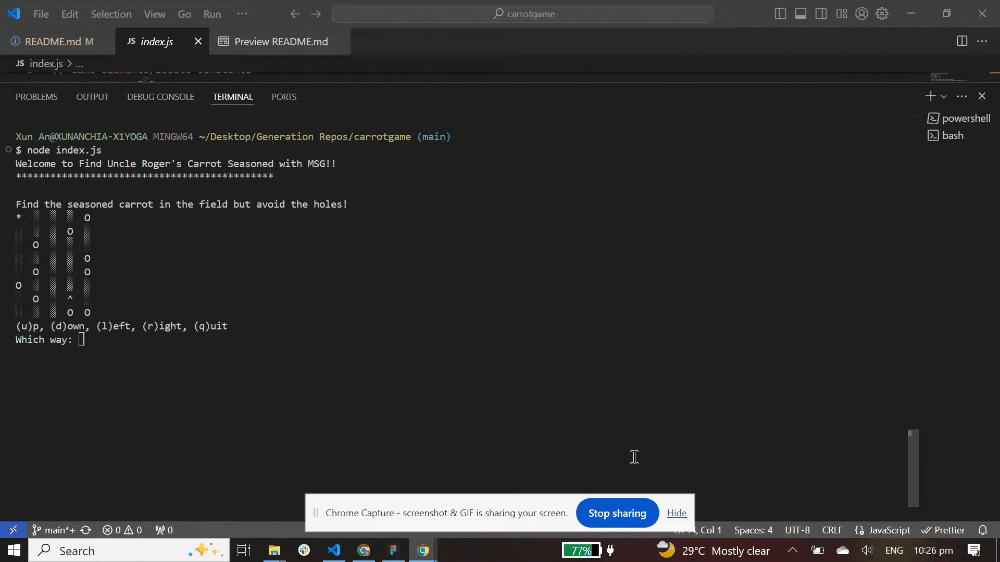 File Edit Selection View Go Run ··· carrotgame
README.md M index.js Preview README.md
index.js > ...
PROBLEMS OUTPUT DEBUG CONSOLE TERMINAL PORTS
powershell
bash
Xun An@XUNANCHIA-X1YOGA MINGW64 ~/Desktop/Generation Repos/carrotgame (main)
$ node index.js
Welcome to Find Uncle Roger's Carrot Seasoned with MSG!!
*********************************************
Find the seasoned carrot in the field but avoid the holes!
* ░ ░ ░ O
░ ░ ░ O ░
░ O ░ ░ ░
░ ░ ░ ░ O
░ O ░ ░ O
O ░ ░ ░ ░
░ O ░ ^ ░
░ ░ ░ O O
(u)p, (d)own, (l)eft, (r)ight, (q)uit
Which way:
Chrome Capture - screenshot & GIF is sharing your screen. Stop sharing Hide
main*+ 0 0 0 Col 1 Spaces: 4 UTF-8 CRLF {} JavaScript Prettier
Search 77% 29°C Mostly clear ENG 10:26 pm